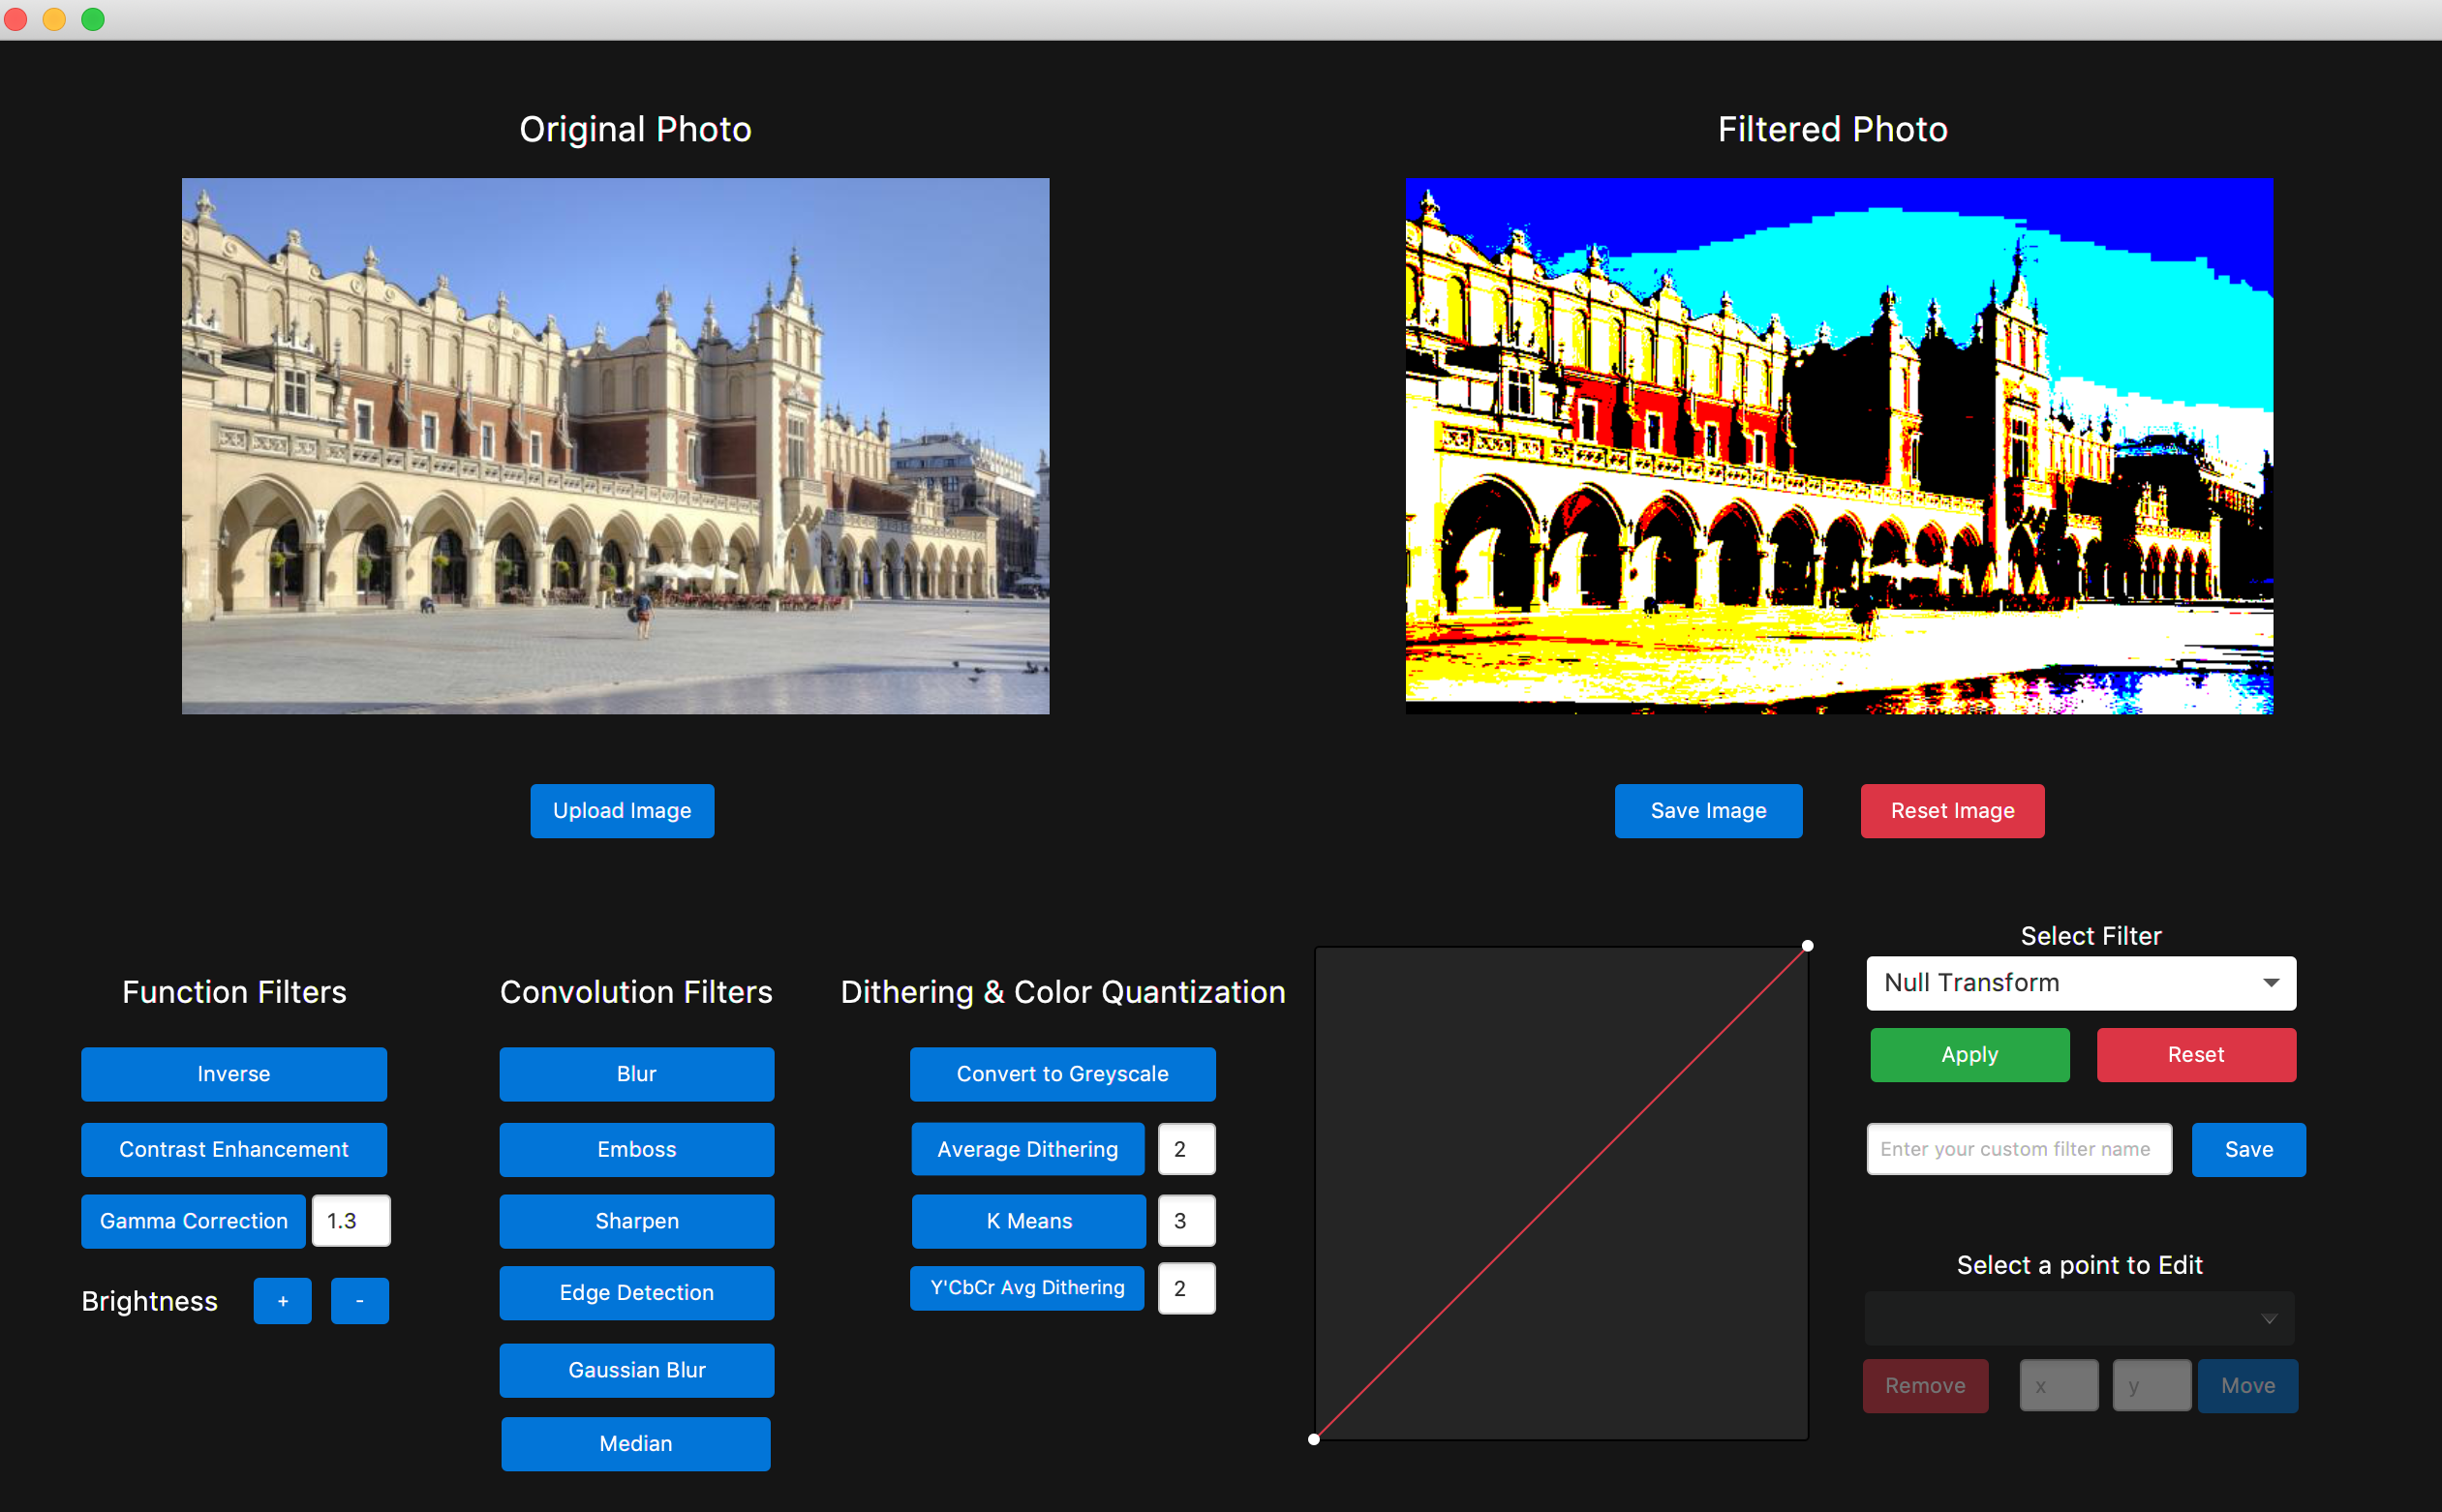 Original Photo
Filtered Photo
Upload Image
Save Image
Reset Image
Function Filters
Inverse
Contrast Enhancement
Gamma Correction
1.3
Brightness
+
-
Convolution Filters
Blur
Emboss
Sharpen
Edge Detection
Gaussian Blur
Median
Dithering & Color Quantization
Convert to Greyscale
Average Dithering
2
K Means
3
Y'CbCr Avg Dithering
2
Select Filter
Null Transform
Apply
Reset
Enter your custom filter name
Save
Select a point to Edit
Remove
x
y
Move